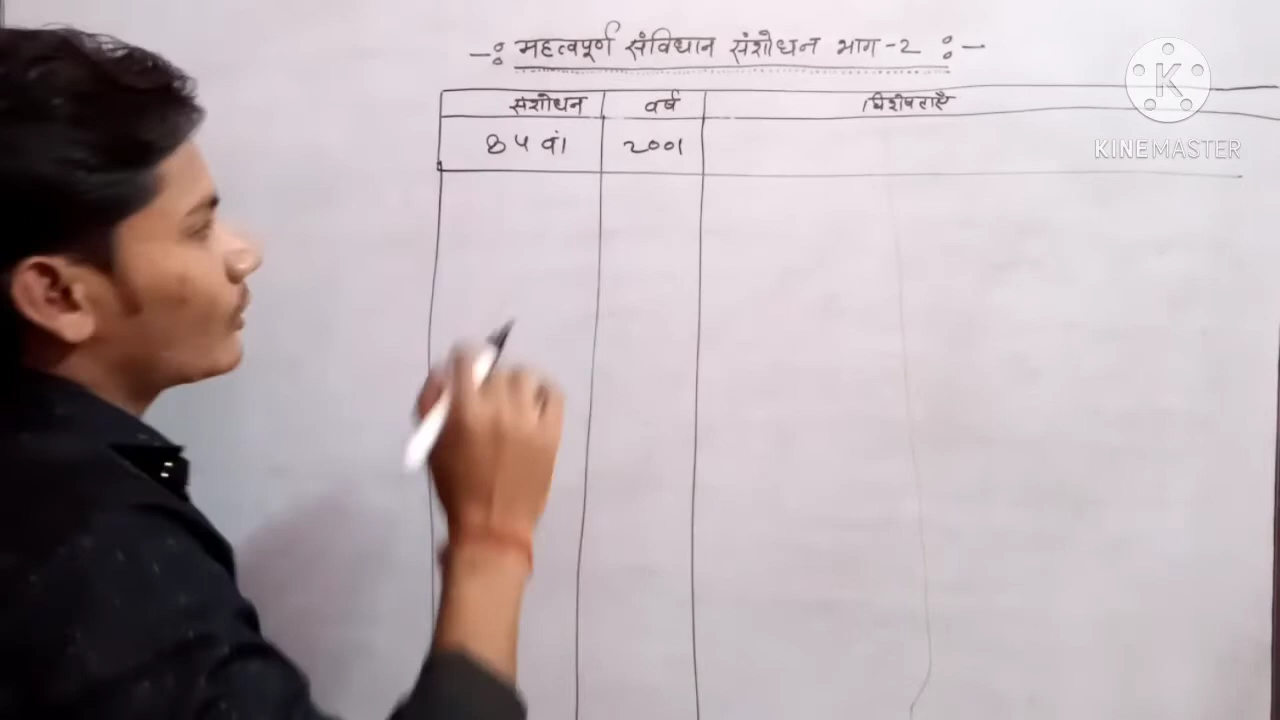 -: महत्वपूर्ण संविधान संशोधन भाग-2 :-
संशोधन वर्ष विशेषताएँ
84 वां 2001
K
KINEMASTER